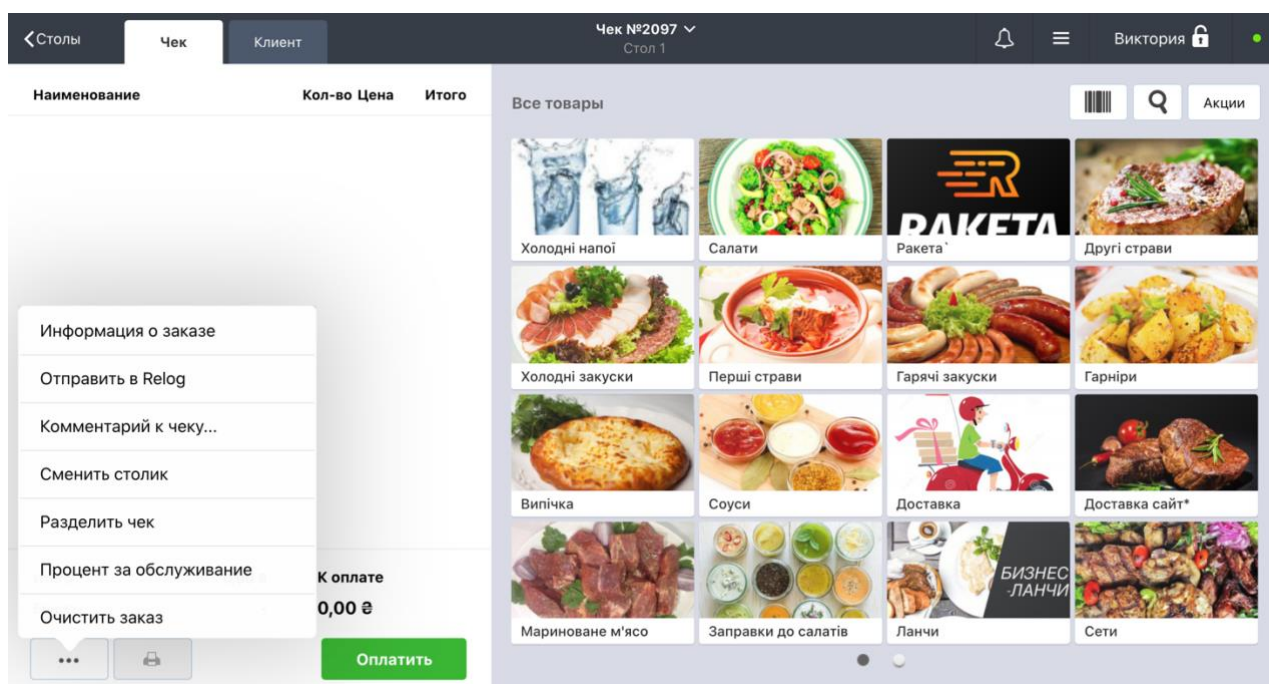 Столы
Чек
Клиент
Чек №2097
Стол 1
Виктория
Наименование Кол-во Цена Итого
Все товары
Акции
RAKETA
Холодні напої
Салати
Ракета`
Другі страви
Холодні закуски
Перші страви
Гарячі закуски
Гарніри
Випічка
Соуси
Доставка
Доставка сайт*
БИЗНЕС
-ЛАНЧИ
Мариноване м'ясо
Заправки до салатів
Ланчи
Сети
Информация о заказе
Отправить в Relog
Комментарий к чеку...
Сменить столик
Разделить чек
Процент за обслуживание
Очистить заказ
К оплате
0,00 ₴
Оплатить